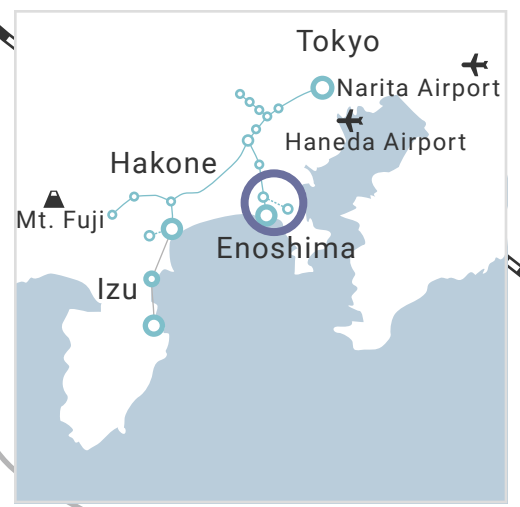 Tokyo
Narita Airport
Haneda Airport
Hakone
Mt. Fuji
Enoshima
Izu